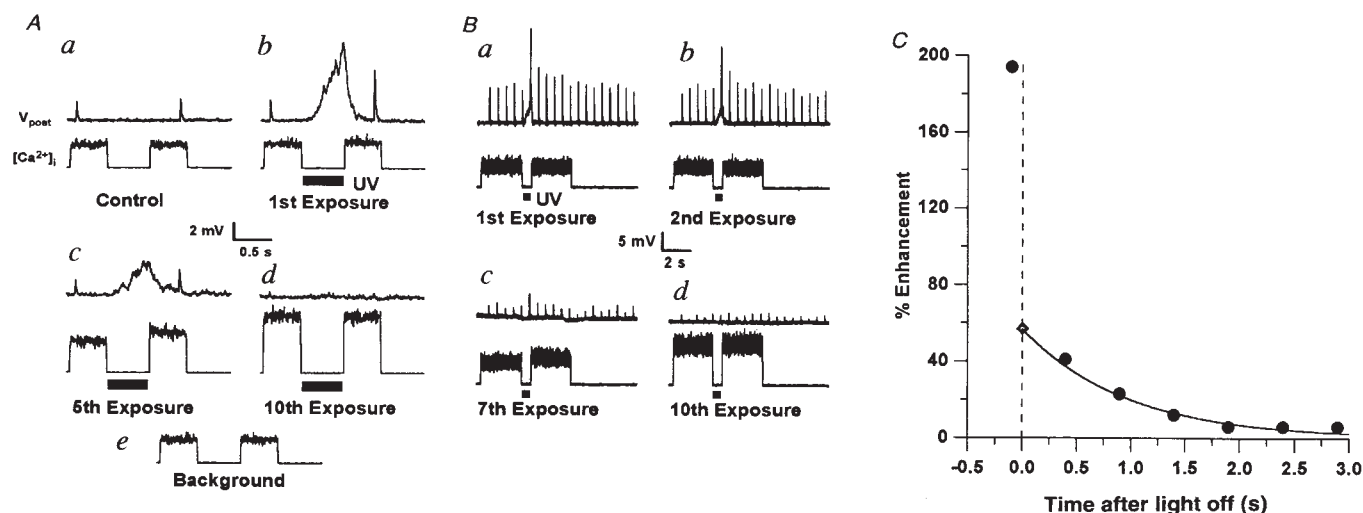 A
a
b
V post
[Ca2+]i
Control
UV
1st Exposure
2 mV
0.5 s
c
d
5th Exposure
10th Exposure
e
Background
B
a
b
UV
1st Exposure
2nd Exposure
5 mV
2 s
c
d
7th Exposure
10th Exposure
C
200
160
120
80
40
0
% Enhancement
-0.5 0.0 0.5 1.0 1.5 2.0 2.5 3.0
Time after light off (s)